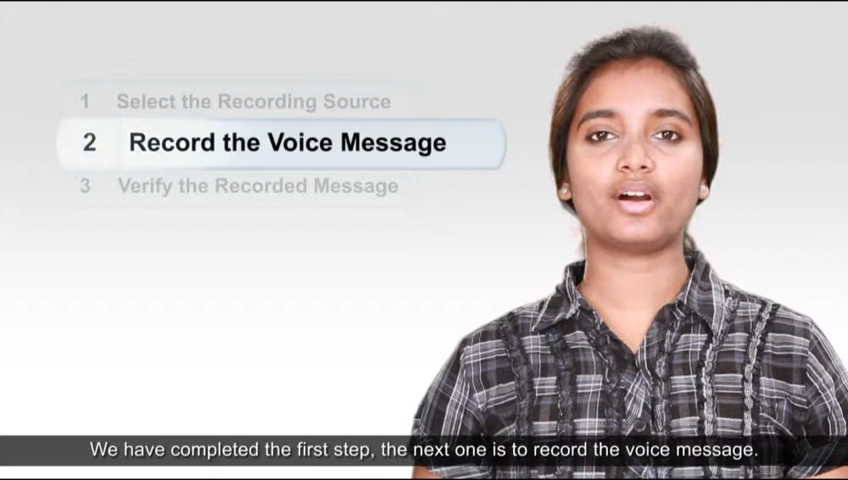 1 Select the Recording Source
2 Record the Voice Message
3 Verify the Recorded Message
We have completed the first step, the next one is to record the voice message.